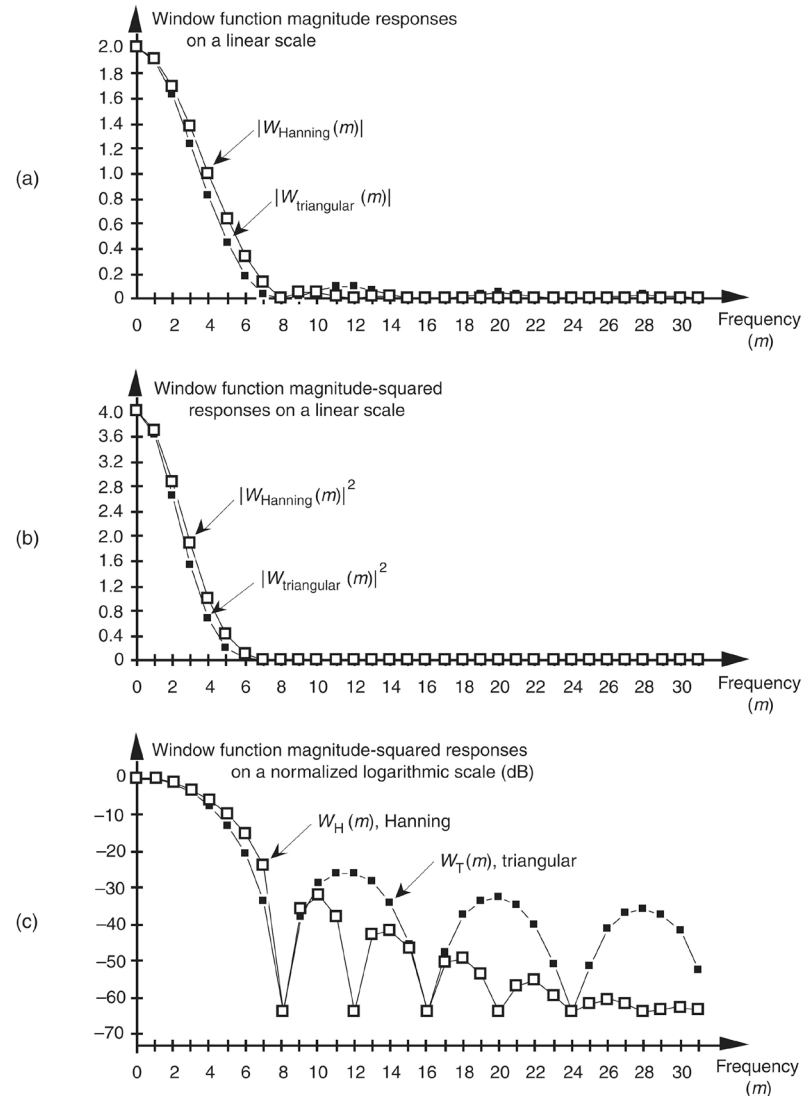 Window function magnitude responses
on a linear scale
2.0
1.8
1.6
1.4
1.2
1.0
0.8
0.6
0.4
0.2
0
|W Hanning (m)|
|W triangular (m)|
(a)
0 2 4 6 8 10 12 14 16 18 20 22 24 26 28 30
Frequency
(m)
Window function magnitude-squared
responses on a linear scale
4.0
3.6
3.2
2.8
2.4
2.0
1.6
1.2
0.8
0.4
0
|W Hanning (m)|²
|W triangular (m)|²
(b)
0 2 4 6 8 10 12 14 16 18 20 22 24 26 28 30
Frequency
(m)
Window function magnitude-squared responses
on a normalized logarithmic scale (dB)
0
–10
–20
–30
–40
–50
–60
–70
W H (m), Hanning
W T (m), triangular
(c)
0 2 4 6 8 10 12 14 16 18 20 22 24 26 28 30
Frequency
(m)